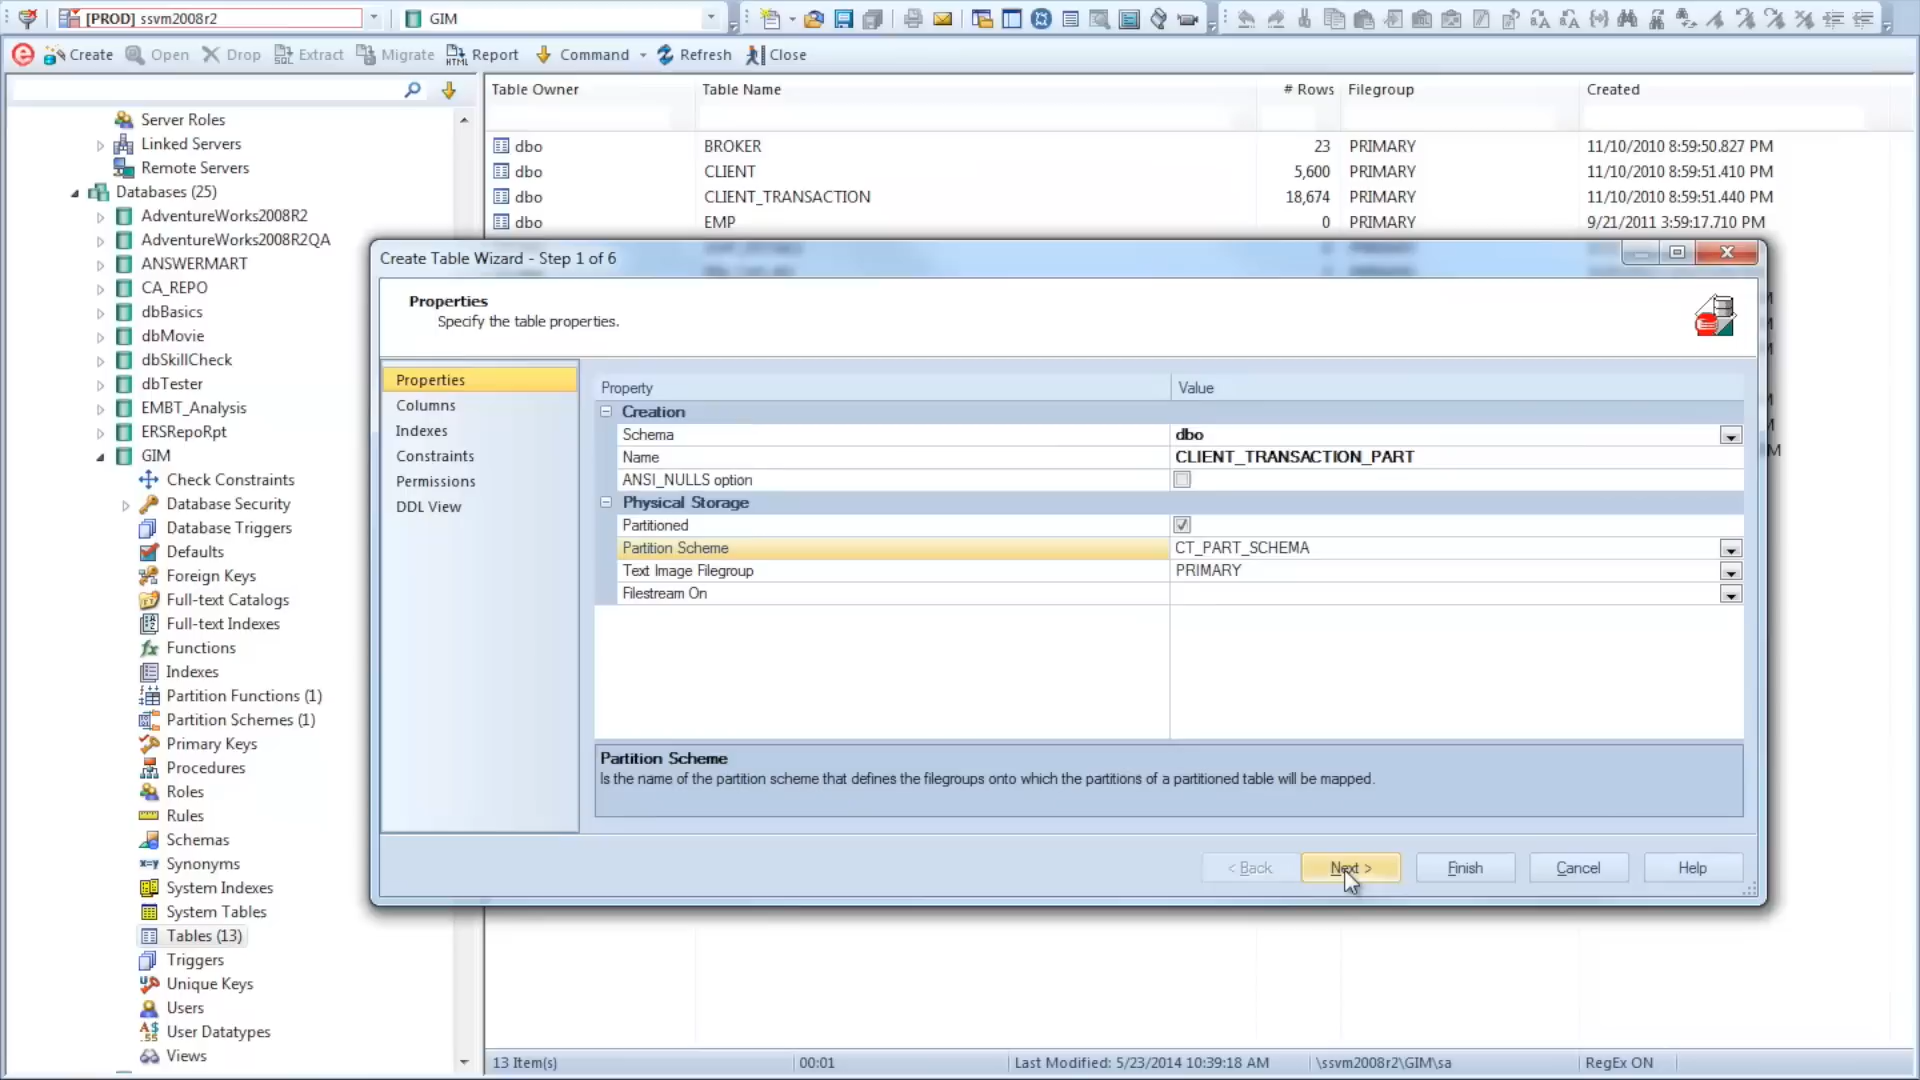 [PROD] ssvm2008r2
GIM
Create
Open
Drop
Extract
Migrate
HTML
Report
Command
Refresh
Close
Server Roles
Linked Servers
Remote Servers
Databases (25)
AdventureWorks2008R2
AdventureWorks2008R2QA
ANSWERMART
CA_REPO
dbBasics
dbMovie
dbSkillCheck
dbTester
EMBT_Analysis
ERSRepoRpt
GIM
Check Constraints
Database Security
Database Triggers
Defaults
Foreign Keys
Full-text Catalogs
Full-text Indexes
Functions
Indexes
Partition Functions (1)
Partition Schemes (1)
Primary Keys
Procedures
Roles
Rules
Schemas
Synonyms
System Indexes
System Tables
Tables (13)
Triggers
Unique Keys
Users
User Datatypes
Views
Table Owner Table Name # Rows Filegroup Created
dbo BROKER 23 PRIMARY 11/10/2010 8:59:50.827 PM
dbo CLIENT 5,600 PRIMARY 11/10/2010 8:59:51.410 PM
dbo CLIENT_TRANSACTION 18,674 PRIMARY 11/10/2010 8:59:51.440 PM
dbo EMP 0 PRIMARY 9/21/2011 3:59:17.710 PM
Create Table Wizard - Step 1 of 6
Properties
Specify the table properties.
Properties
Columns
Indexes
Constraints
Permissions
DDL View
Property Value
Creation
Schema dbo
Name CLIENT_TRANSACTION_PART
ANSI_NULLS option
Physical Storage
Partitioned
Partition Scheme CT_PART_SCHEMA
Text Image Filegroup PRIMARY
Filestream On
Partition Scheme
Is the name of the partition scheme that defines the filegroups onto which the partitions of a partitioned table will be mapped.
< Back
Next >
Finish
Cancel
Help
13 Item(s) 00:01 Last Modified: 5/23/2014 10:39:18 AM \ssvm2008r2\GIM\sa RegEx ON